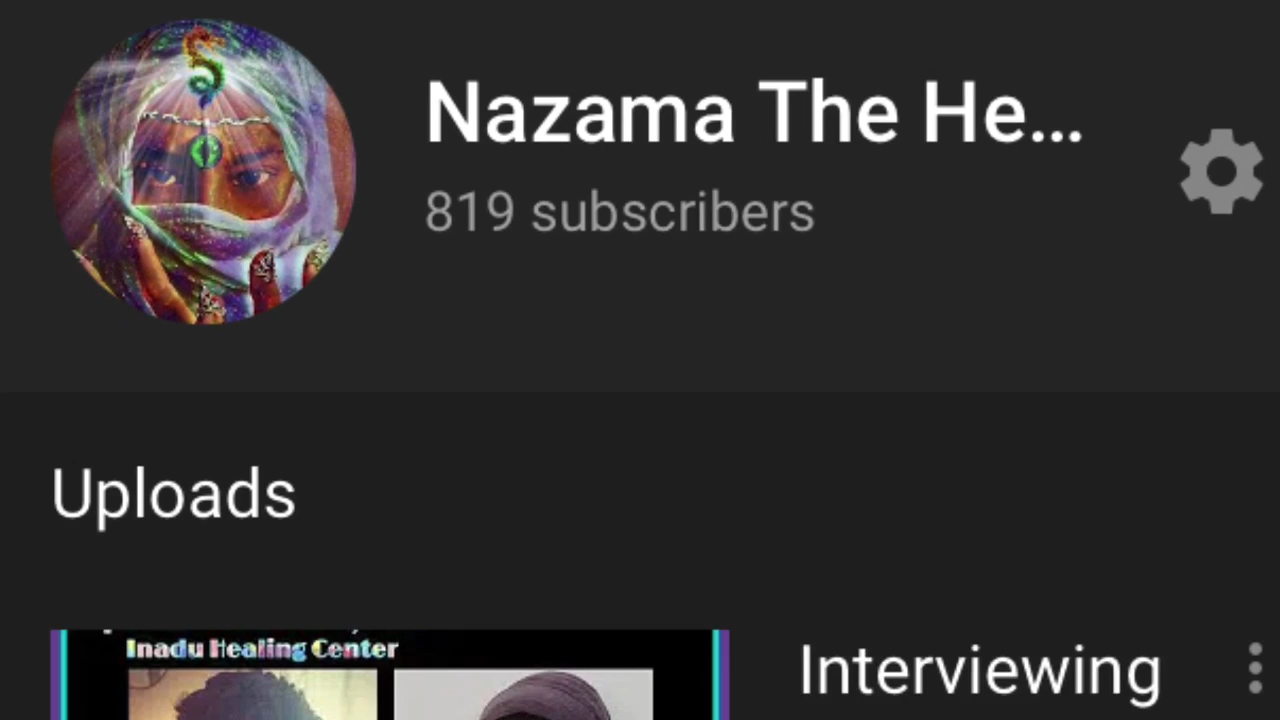 Nazama The He...
819 subscribers
Uploads
Inadu Healing Center
Interviewing